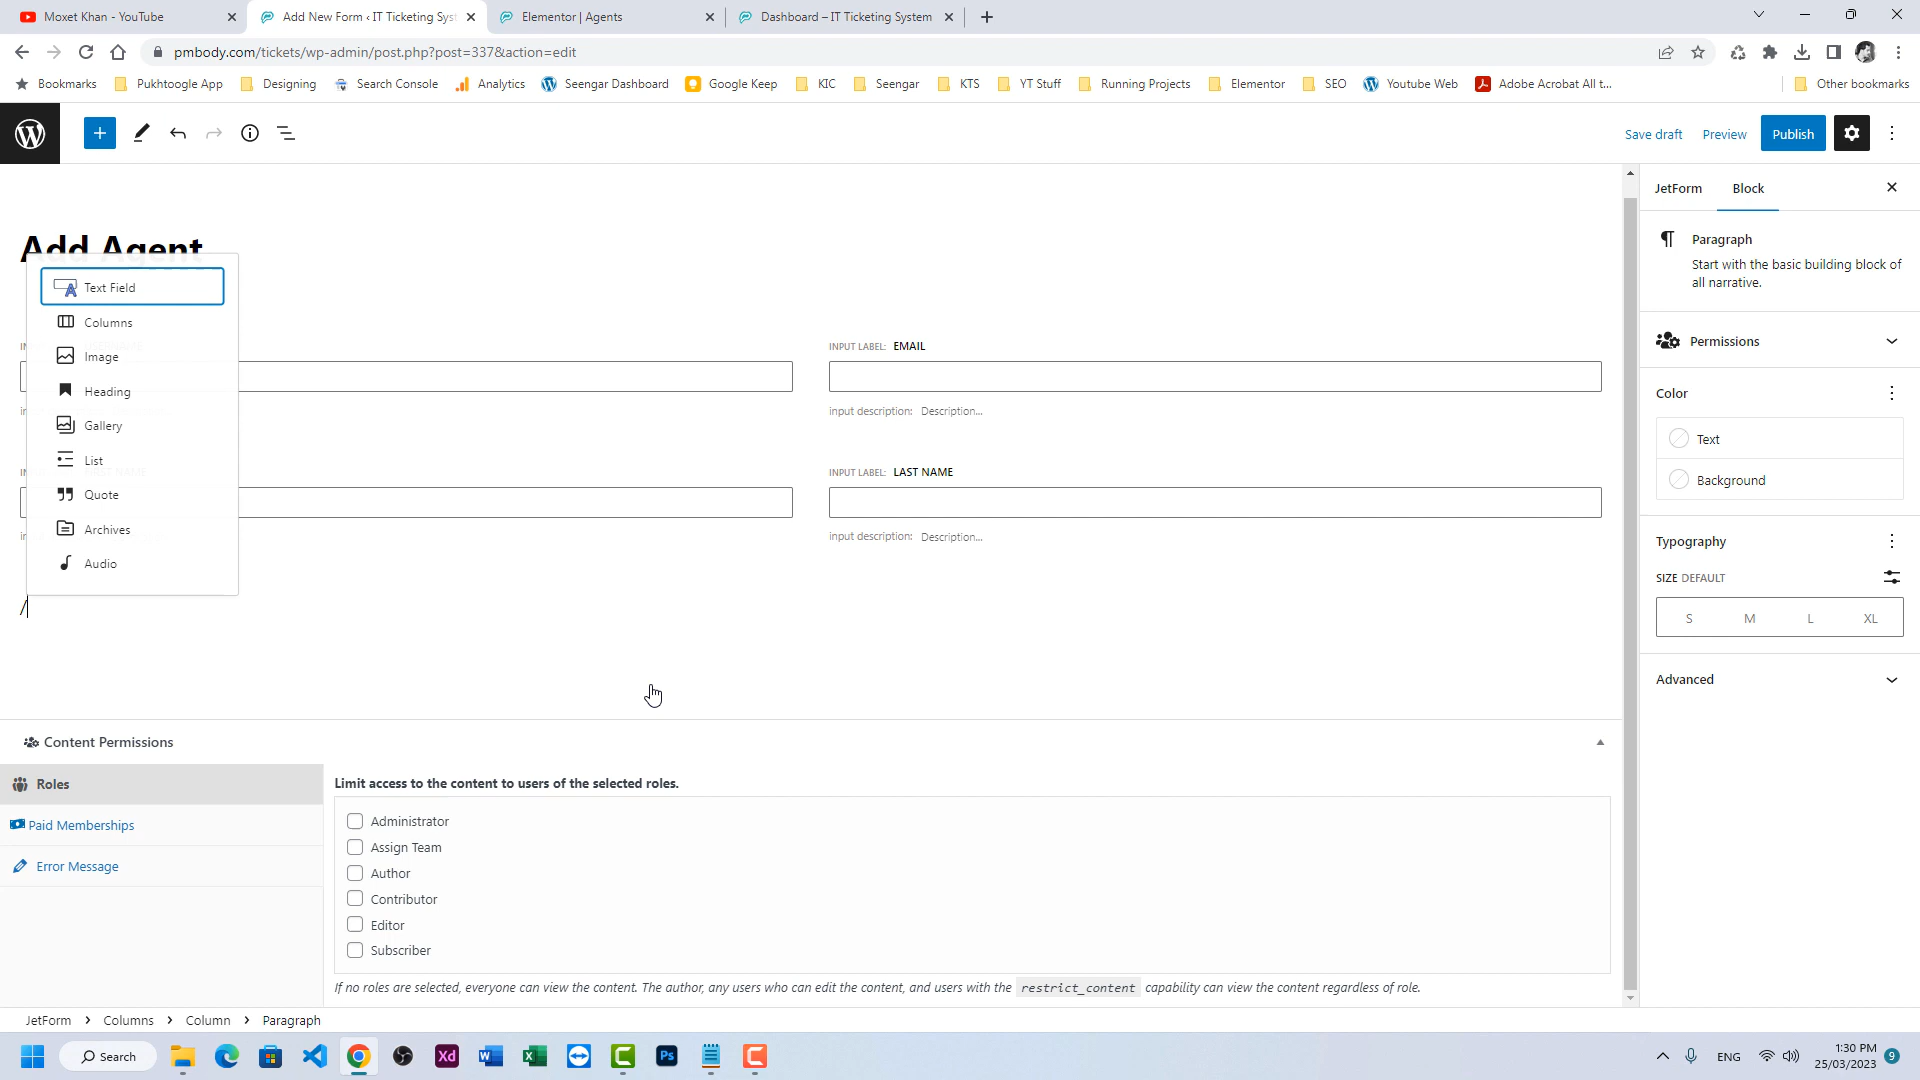 Moxet Khan - YouTube
Add New Form ‹ IT Ticketing Syst
Elementor | Agents
Dashboard – IT Ticketing System
pmbody.com/tickets/wp-admin/post.php?post=337&action=edit
Bookmarks
Pukhtoogle App
Designing
Search Console
Analytics
Seengar Dashboard
Google Keep
KIC
Seengar
KTS
YT Stuff
Running Projects
Elementor
SEO
Youtube Web
Adobe Acrobat All t...
Other bookmarks
Save draft
Preview
Publish
JetForm
Block
Paragraph
Start with the basic building block of
all narrative.
Permissions
Color
Text
Background
Typography
SIZE DEFAULT
S M L XL
Advanced
Add Agent
Text Field
Columns
Image
Heading
Gallery
List
Quote
Archives
Audio
INPUT LABEL: EMAIL
input description: Description...
INPUT LABEL: LAST NAME
input description: Description...
/
Content Permissions
Roles
Paid Memberships
Error Message
Limit access to the content to users of the selected roles.
Administrator
Assign Team
Author
Contributor
Editor
Subscriber
If no roles are selected, everyone can view the content. The author, any users who can edit the content, and users with the restrict_content capability can view the content regardless of role.
JetForm > Columns > Column > Paragraph
Search
ENG
1:30 PM
25/03/2023
9